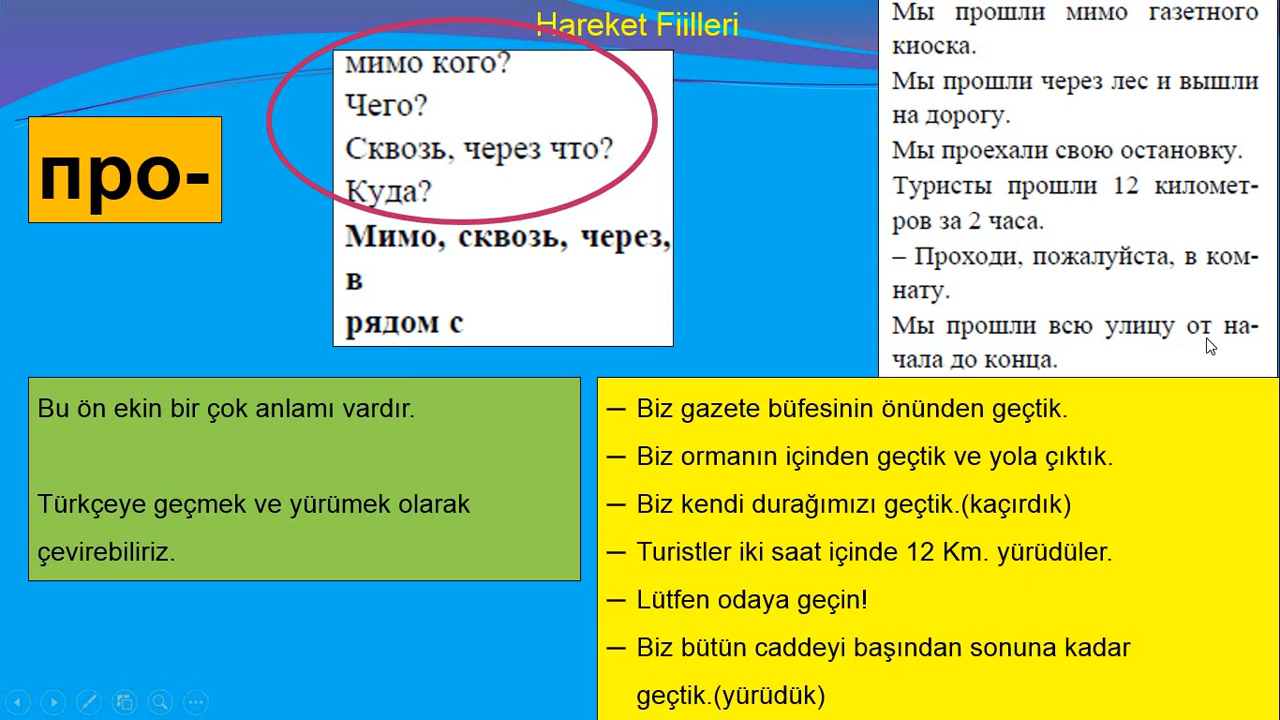 Hareket Fiilleri
про-
мимо кого?
Чего?
Сквозь, через что?
Куда?
Мимо, сквозь, через,
в
рядом с
Мы прошли мимо газетного
киоска.
Мы прошли через лес и вышли
на дорогу.
Мы проехали свою остановку.
Туристы прошли 12 километ-
ров за 2 часа.
– Проходи, пожалуйста, в ком-
нату.
Мы прошли всю улицу от на-
чала до конца.
Bu ön ekin bir çok anlamı vardır.
Türkçeye geçmek ve yürümek olarak
çevirebiliriz.
─ Biz gazete büfesinin önünden geçtik.
─ Biz ormanın içinden geçtik ve yola çıktık.
─ Biz kendi durağımızı geçtik.(kaçırdık)
─ Turistler iki saat içinde 12 Km. yürüdüler.
─ Lütfen odaya geçin!
─ Biz bütün caddeyi başından sonuna kadar
geçtik.(yürüdük)